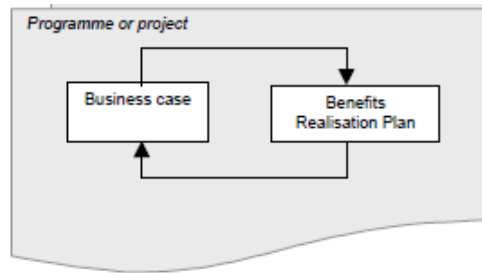 Programme or project
Business case
Benefits
Realisation Plan